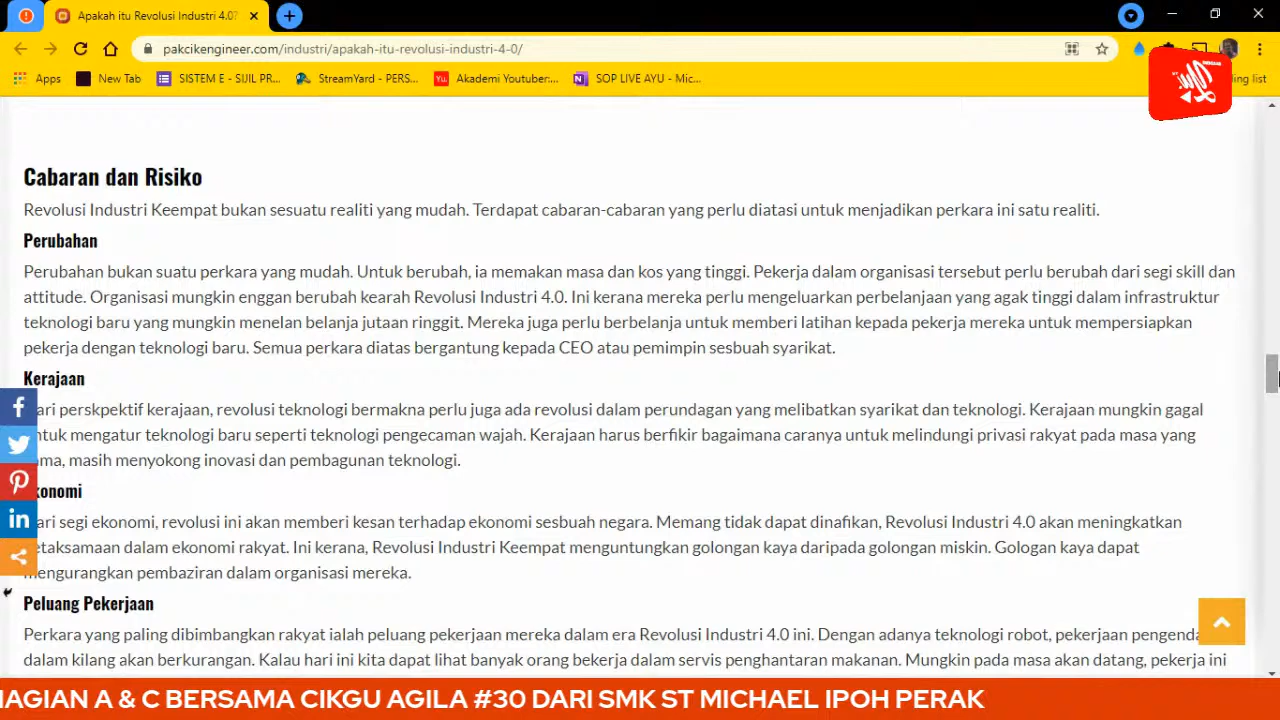 Apakah itu Revolusi Industri 4.0?
pakcikengineer.com/industri/apakah-itu-revolusi-industri-4-0/
Apps
New Tab
SISTEM E - SIJIL PR...
StreamYard - PERS...
Akademi Youtuber:...
SOP LIVE AYU - Mic...
ing list
Cabaran dan Risiko
Revolusi Industri Keempat bukan sesuatu realiti yang mudah. Terdapat cabaran-cabaran yang perlu diatasi untuk menjadikan perkara ini satu realiti.
Perubahan
Perubahan bukan suatu perkara yang mudah. Untuk berubah, ia memakan masa dan kos yang tinggi. Pekerja dalam organisasi tersebut perlu berubah dari segi skill dan
attitude. Organisasi mungkin enggan berubah kearah Revolusi Industri 4.0. Ini kerana mereka perlu mengeluarkan perbelanjaan yang agak tinggi dalam infrastruktur
teknologi baru yang mungkin menelan belanja jutaan ringgit. Mereka juga perlu berbelanja untuk memberi latihan kepada pekerja mereka untuk mempersiapkan
pekerja dengan teknologi baru. Semua perkara diatas bergantung kepada CEO atau pemimpin sesbuah syarikat.
Kerajaan
ari perskpektif kerajaan, revolusi teknologi bermakna perlu juga ada revolusi dalam perundagan yang melibatkan syarikat dan teknologi. Kerajaan mungkin gagal
ntuk mengatur teknologi baru seperti teknologi pengecaman wajah. Kerajaan harus berfikir bagaimana caranya untuk melindungi privasi rakyat pada masa yang
ama, masih menyokong inovasi dan pembagunan teknologi.
konomi
ari segi ekonomi, revolusi ini akan memberi kesan terhadap ekonomi sesbuah negara. Memang tidak dapat dinafikan, Revolusi Industri 4.0 akan meningkatkan
etaksamaan dalam ekonomi rakyat. Ini kerana, Revolusi Industri Keempat menguntungkan golongan kaya daripada golongan miskin. Gologan kaya dapat
mengurangkan pembaziran dalam organisasi mereka.
Peluang Pekerjaan
Perkara yang paling dibimbangkan rakyat ialah peluang pekerjaan mereka dalam era Revolusi Industri 4.0 ini. Dengan adanya teknologi robot, pekerjaan pengenda
dalam kilang akan berkurangan. Kalau hari ini kita dapat lihat banyak orang bekerja dalam servis penghantaran makanan. Mungkin pada masa akan datang, pekerja ini
HAGIAN A & C BERSAMA CIKGU AGILA #30 DARI SMK ST MICHAEL IPOH PERAK